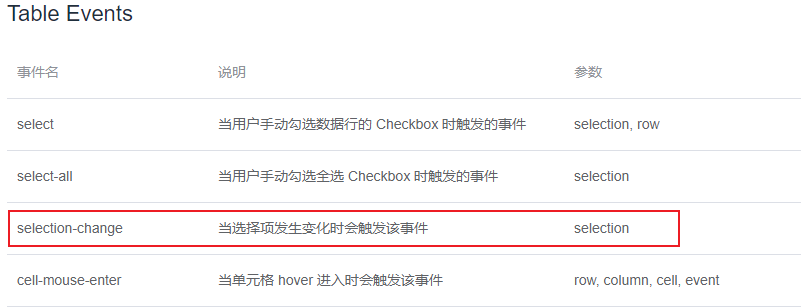 Table Events
事件名 说明 参数
select 当用户手动勾选数据行的 Checkbox 时触发的事件 selection, row
select-all 当用户手动勾选全选 Checkbox 时触发的事件 selection
selection-change 当选择项发生变化时会触发该事件 selection
cell-mouse-enter 当单元格 hover 进入时会触发该事件 row, column, cell, event